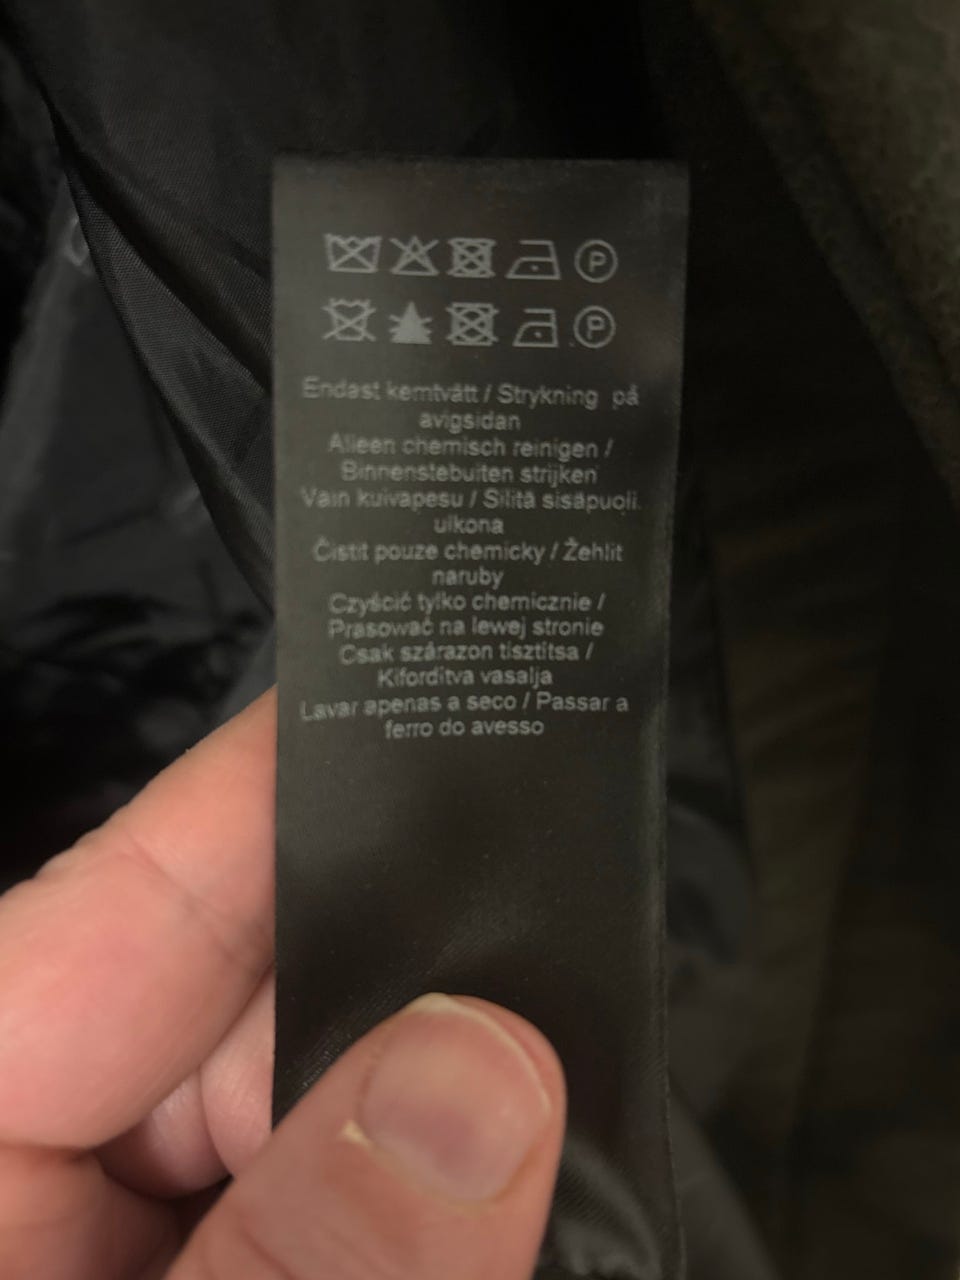 P
P
Endast kemtvätt / Strykning på
avigsidan
Alleen chemisch reinigen /
Binnenstebuiten strijken
Vain kuivapesu / Silitä sisäpuoli
ulkona
Čistit pouze chemicky / Žehlit
naruby
Czyścić tylko chemicznie /
Prasować na lewej stronie
Csak szárazon tisztítsa /
Kifordítva vasalja
Lavar apenas a seco / Passar a
ferro do avesso